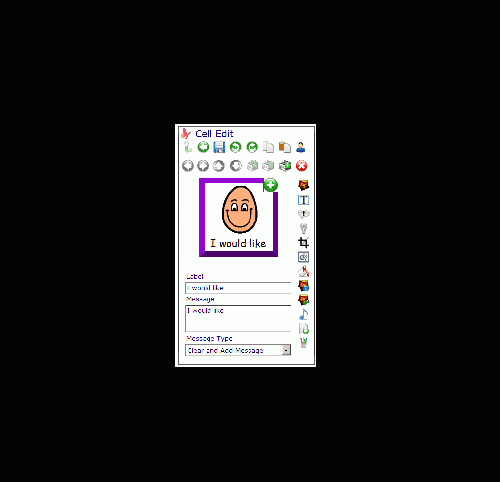 Cell Edit
I would like
Label
I would like
Message
I would like
Message Type
Clear and Add Message